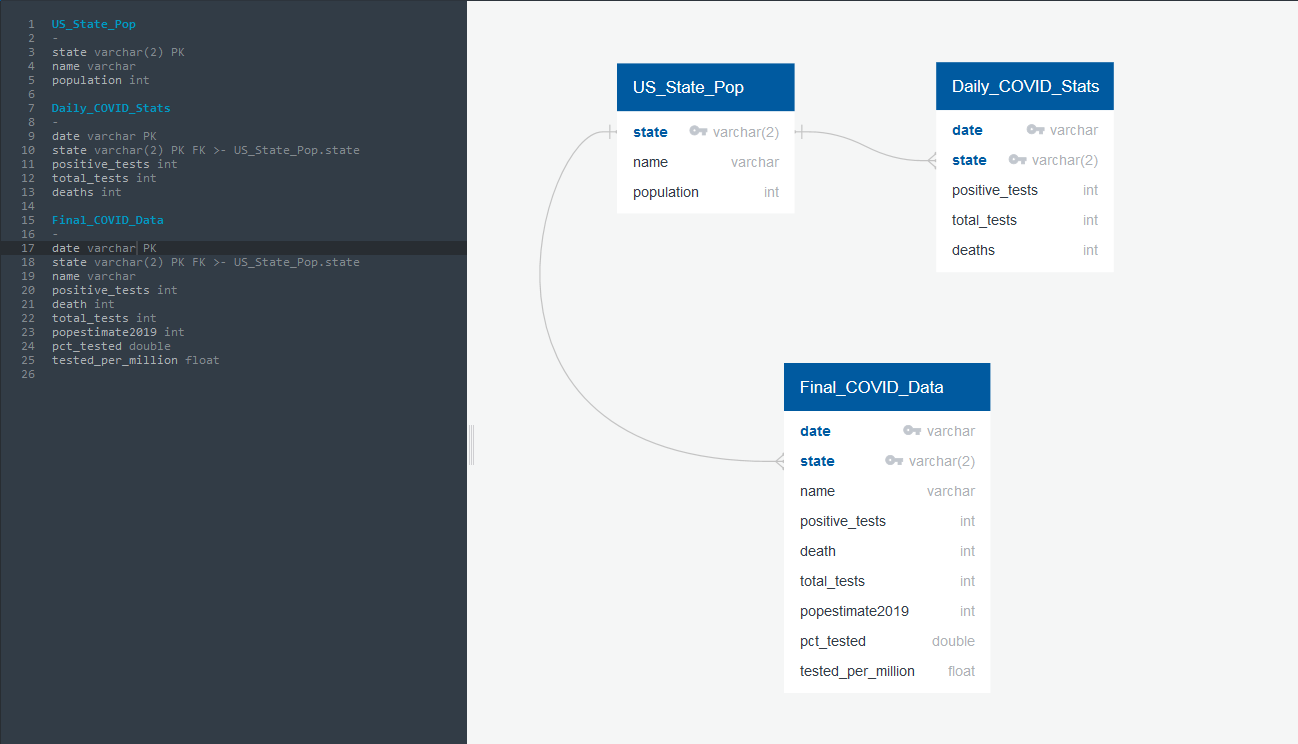 1 US_State_Pop
2 -
3 state varchar(2) PK
4 name varchar
5 population int
6
7 Daily_COVID_Stats
8 -
9 date varchar PK
10 state varchar(2) PK FK >- US_State_Pop.state
11 positive_tests int
12 total_tests int
13 deaths int
14
15 Final_COVID_Data
16 -
17 date varchar PK
18 state varchar(2) PK FK >- US_State_Pop.state
19 name varchar
20 positive_tests int
21 death int
22 total_tests int
23 popestimate2019 int
24 pct_tested double
25 tested_per_million float
26
US_State_Pop
state varchar(2)
name varchar
population int
Daily_COVID_Stats
date varchar
state varchar(2)
positive_tests int
total_tests int
deaths int
Final_COVID_Data
date varchar
state varchar(2)
name varchar
positive_tests int
death int
total_tests int
popestimate2019 int
pct_tested double
tested_per_million float